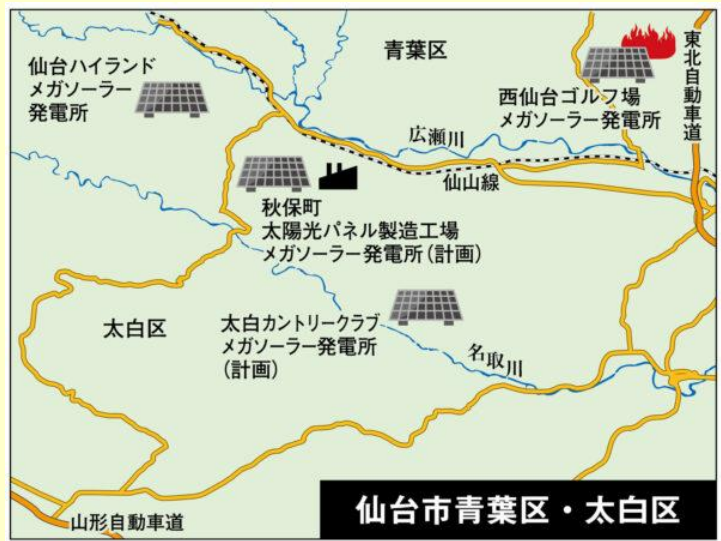 仙台ハイランド
メガソーラー
発電所
青葉区
西仙台ゴルフ場
メガソーラー発電所
東北自動車道
広瀬川
仙山線
秋保町
太陽光パネル製造工場
メガソーラー発電所(計画)
太白区
太白カントリークラブ
メガソーラー発電所
(計画)
名取川
山形自動車道
仙台市青葉区・太白区